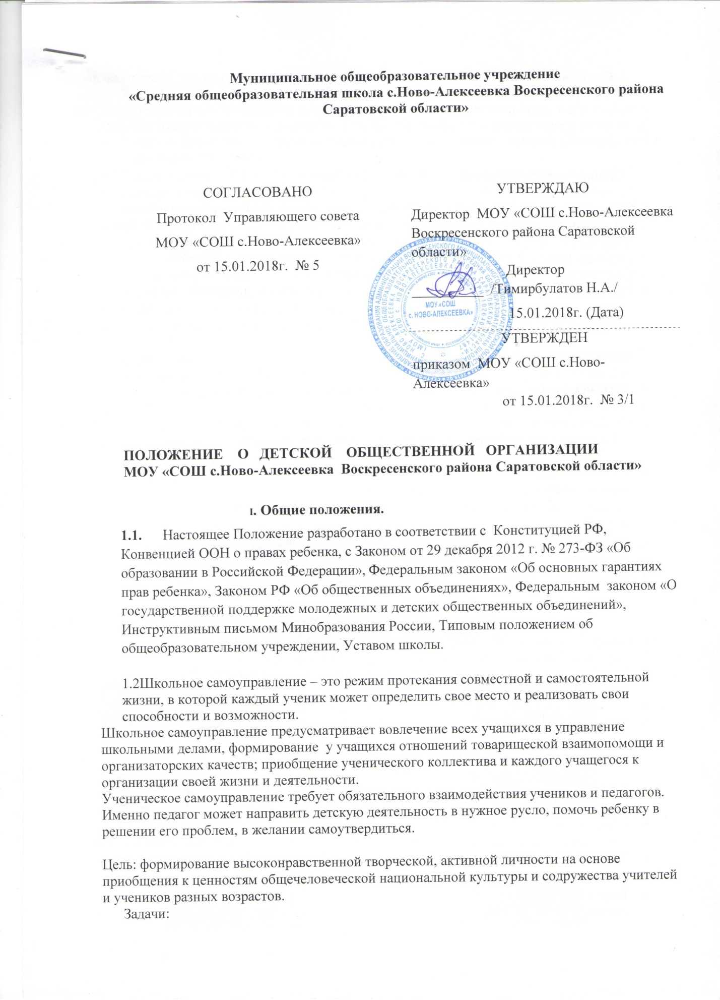 Муниципальное общеобразовательное учреждение
«Средняя общеобразовательная школа с.Ново-Алексеевка Воскресенского района
Саратовской области»
СОГЛАСОВАНО
Протокол Управляющего совета
МОУ «СОШ с.Ново-Алексеевка»
от 15.01.2018г. № 5
УТВЕРЖДАЮ
Директор МОУ «СОШ с.Ново-Алексеевка
Воскресенского района Саратовской
области»
Директор
/Тимирбулатов Н.А./
15.01.2018г. (Дата)
УТВЕРЖДЕН
приказом МОУ «СОШ с.Ново-
Алексеевка»
от 15.01.2018г. № 3/1
МОУ «СОШ
с. НОВО-АЛЕКСЕЕВКА»
ПОЛОЖЕНИЕ О ДЕТСКОЙ ОБЩЕСТВЕННОЙ ОРГАНИЗАЦИИ
МОУ «СОШ с.Ново-Алексеевка Воскресенского района Саратовской области»
I. Общие положения.
1.1. Настоящее Положение разработано в соответствии с Конституцией РФ,
Конвенцией ООН о правах ребенка, с Законом от 29 декабря 2012 г. № 273-ФЗ «Об
образовании в Российской Федерации», Федеральным законом «Об основных гарантиях
прав ребенка», Законом РФ «Об общественных объединениях», Федеральным законом «О
государственной поддержке молодежных и детских общественных объединений»,
Инструктивным письмом Минобразования России, Типовым положением об
общеобразовательном учреждении, Уставом школы.
1.2Школьное самоуправление – это режим протекания совместной и самостоятельной
жизни, в которой каждый ученик может определить свое место и реализовать свои
способности и возможности.
Школьное самоуправление предусматривает вовлечение всех учащихся в управление
школьными делами, формирование у учащихся отношений товарищеской взаимопомощи и
организаторских качеств; приобщение ученического коллектива и каждого учащегося к
организации своей жизни и деятельности.
Ученическое самоуправление требует обязательного взаимодействия учеников и педагогов.
Именно педагог может направить детскую деятельность в нужное русло, помочь ребенку в
решении его проблем, в желании самоутвердиться.
Цель: формирование высоконравственной творческой, активной личности на основе
приобщения к ценностям общечеловеческой национальной культуры и содружества учителей
и учеников разных возрастов.
Задачи: